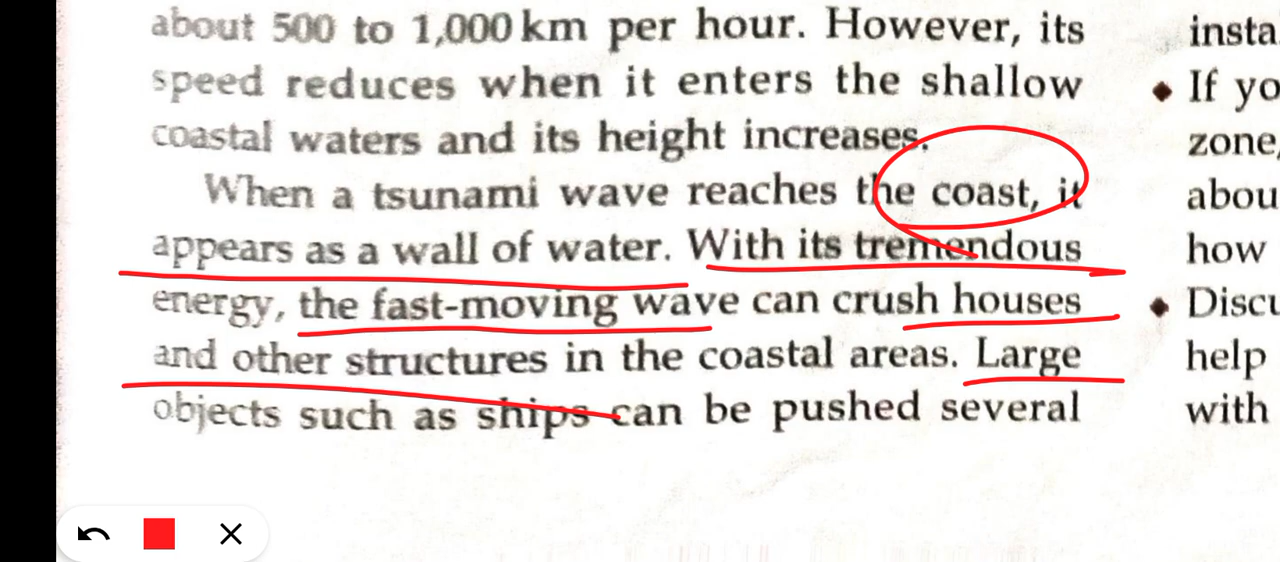 about 500 to 1,000 km per hour. However, its
speed reduces when it enters the shallow
coastal waters and its height increases.
When a tsunami wave reaches the coast, it
appears as a wall of water. With its tremendous
energy, the fast-moving wave can crush houses
and other structures in the coastal areas. Large
objects such as ships can be pushed several
insta
If yo
zone,
abou
how
Discu
help
with